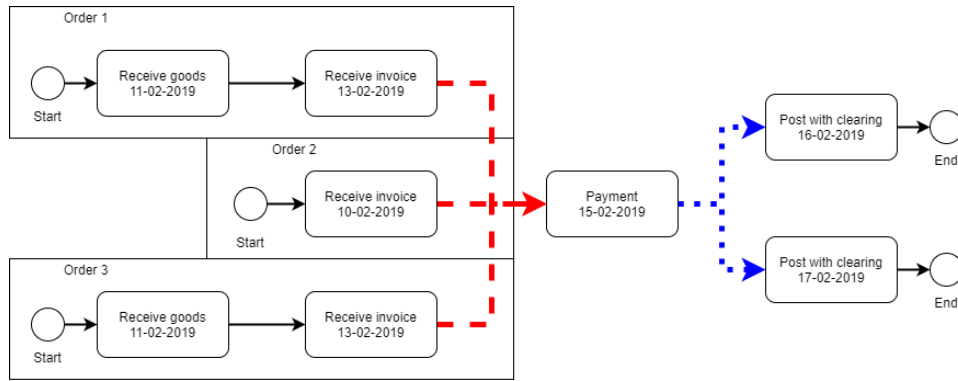 Order 1
Start
Receive goods
11-02-2019
Receive invoice
13-02-2019
Order 2
Start
Receive invoice
10-02-2019
Order 3
Start
Receive goods
11-02-2019
Receive invoice
13-02-2019
Payment
15-02-2019
Post with clearing
16-02-2019
End
Post with clearing
17-02-2019
End